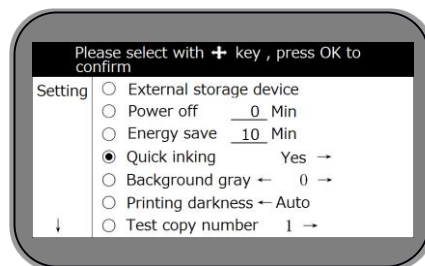 Please select with ✚ key , press OK to
confirm
Setting
○ External storage device
○ Power off 0 Min
○ Energy save 10 Min
◉ Quick inking Yes →
○ Background gray ← 0 →
○ Printing darkness ← Auto
↓ ○ Test copy number 1 →